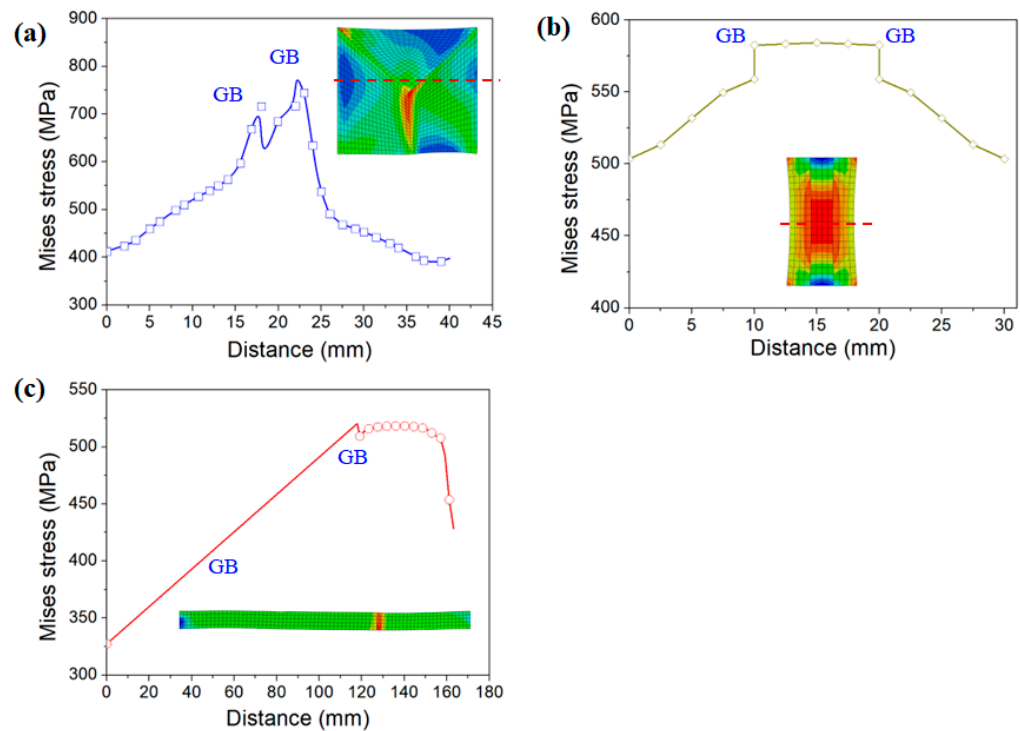 (a)
900
800
700
600
500
400
300
Mises stress (MPa)
GB
GB
0 5 10 15 20 25 30 35 40 45
Distance (mm)
(b)
600
550
500
450
400
Mises stress (MPa)
GB
GB
0 5 10 15 20 25 30
Distance (mm)
(c)
550
500
450
400
350
300
Mises stress (MPa)
GB
GB
0 20 40 60 80 100 120 140 160 180
Distance (mm)